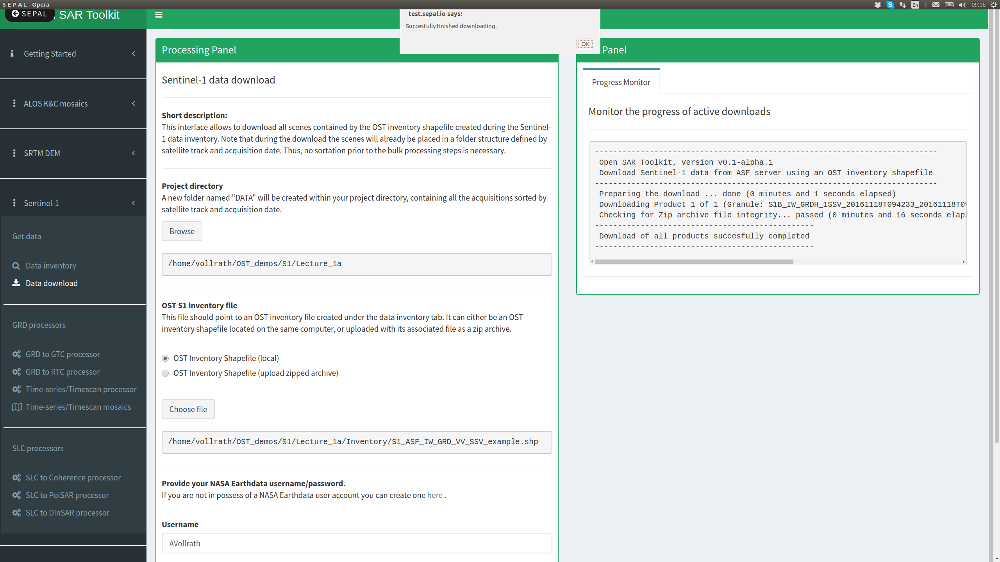 S E P A L - Opera
En
09:06
SEPAL
SAR Toolkit
test.sepal.io says:
Succesfully finished downloading.
OK
Getting Started
ALOS K&C mosaics
SRTM DEM
Sentinel-1
Get data
Data inventory
Data download
GRD processors
GRD to GTC processor
GRD to RTC processor
Time-series/Timescan processor
Time-series/Timescan mosaics
SLC processors
SLC to Coherence processor
SLC to PolSAR processor
SLC to DInSAR processor
Processing Panel
Sentinel-1 data download
Short description:
This interface allows to download all scenes contained by the OST inventory shapefile created during the Sentinel-
1 data inventory. Note that during the download the scenes will already be placed in a folder structure defined by
satellite track and acquisition date. Thus, no sortation prior to the bulk processing steps is necessary.
Project directory
A new folder named "DATA" will be created within your project directory, containing all the acquisitions sorted by
satellite track and acquisition date.
Browse
/home/vollrath/OST_demos/S1/Lecture_1a
OST S1 inventory file
This file should point to an OST inventory file created under the data inventory tab. It can either be an OST
inventory shapefile located on the same computer, or uploaded with its associated file as a zip archive.
OST Inventory Shapefile (local)
OST Inventory Shapefile (upload zipped archive)
Choose file
/home/vollrath/OST_demos/S1/Lecture_1a/Inventory/S1_ASF_IW_GRD_VV_SSV_example.shp
Provide your NASA Earthdata username/password.
If you are not in possess of a NASA Earthdata user account you can create one here .
Username
AVollrath
Panel
Progress Monitor
Monitor the progress of active downloads
---------------------------------------------------------------------------
Open SAR Toolkit, version v0.1-alpha.1
Download Sentinel-1 data from ASF server using an OST inventory shapefile
---------------------------------------------------------------------------
Preparing the download ... done (0 minutes and 1 seconds elapsed)
Downloading Product 1 of 1 (Granule: S1B_IW_GRDH_1SSV_20161118T094233_20161118T09
Checking for Zip archive file integrity... passed (0 minutes and 16 seconds elaps
------------------------------------------------
Download of all products succesfully completed
------------------------------------------------